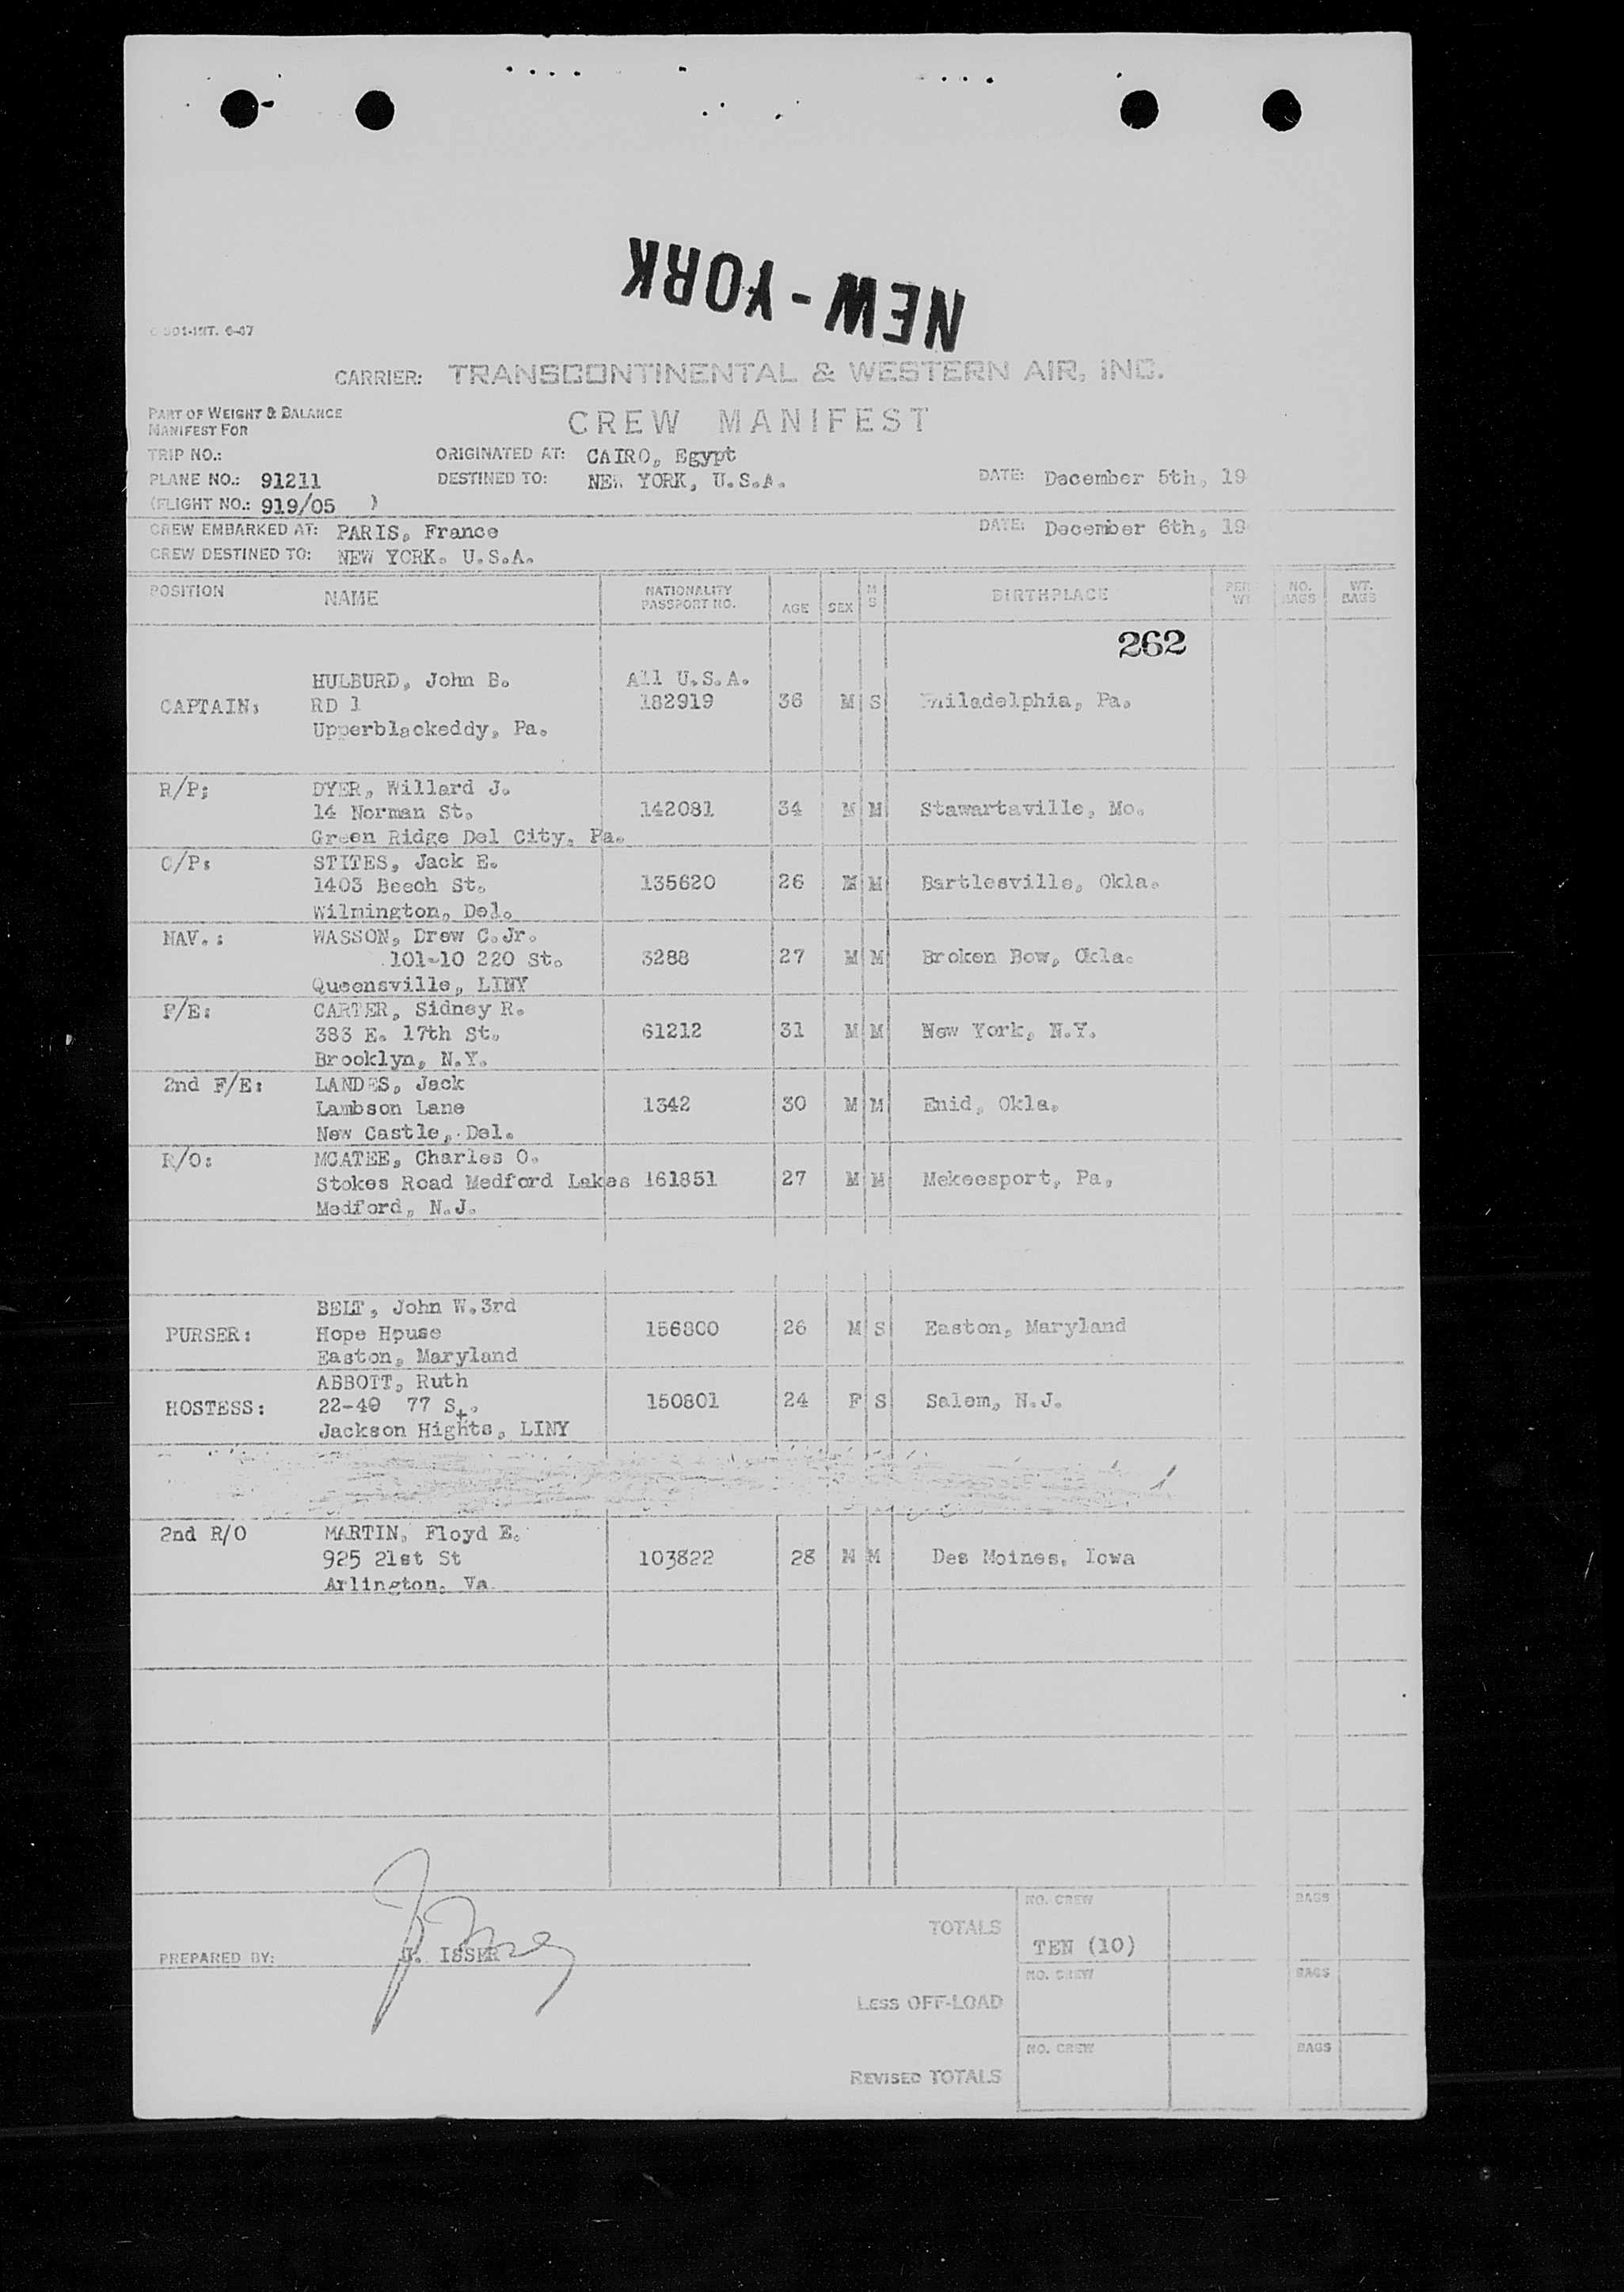 NEW-YORK
INT. 6-47
CARRIER: TRANSCONTINENTAL & WESTERN AIR, INC.
PART OF WEIGHT & BALANCE
MANIFEST FOR
CREW MANIFEST
TRIP NO.: ORIGINATED AT: CAIRO, Egypt
PLANE NO.: 91211 DESTINED TO: NEW YORK, U.S.A. DATE: December 5th, 19
(FLIGHT NO.: 919/05 )
CREW EMBARKED AT: PARIS, France DATE: December 6th, 19
CREW DESTINED TO: NEW YORK. U.S.A.
POSITION NAME NATIONALITY PASSPORT NO. AGE SEX M S BIRTHPLACE PER WT NO. BAGS WT. BAGS
262
HULBURD, John B. All U.S.A.
CAPTAIN: RD 1 182919 36 M S Philadelphia, Pa.
Upperblackeddy, Pa.
R/P; DYER, Willard J.
14 Norman St. 142081 34 M M Stawartaville, Mo.
Green Ridge Del City, Pa.
C/P: STITES, Jack E.
1403 Beech St. 135620 26 M M Bartlesville, Okla.
Wilmington, Del.
NAV.: WASSON, Drew C.Jr.
101-10 220 St. 3288 27 M M Broken Bow, Okla.
Queensville, LINY
F/E: CARTER, Sidney R.
383 E. 17th St. 61212 31 M M New York, N.Y.
Brooklyn, N.Y.
2nd F/E: LANDES, Jack
Lambson Lane 1342 30 M M Enid, Okla.
New Castle, Del.
R/O: MCATEE, Charles O.
Stokes Road Medford Lakes 161851 27 M M Mekeesport, Pa,
Medford, N.J.
BELT, John W.3rd
PURSER: Hope Hpuse 156800 26 M S Easton, Maryland
Easton, Maryland
ABBOTT, Ruth
HOSTESS: 22-40 77 St. 150801 24 F S Salem, N.J.
Jackson Hights, LINY
2nd R/O MARTIN, Floyd E.
925 21st St 103822 28 M M Des Moines, Iowa
Arlington, Va.
NO. CREW BAGS
TOTALS TEN (10)
PREPARED BY: J. ISSER
NO. CREW BAGS
LESS OFF-LOAD
NO. CREW BAGS
REVISED TOTALS